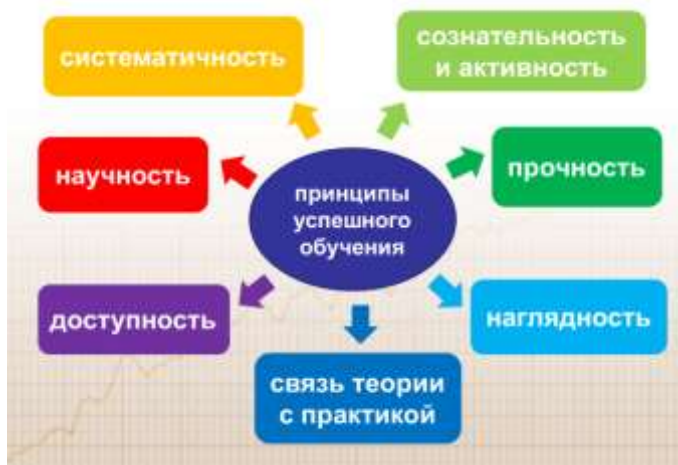 систематичность
сознательность
и активность
научность
прочность
принципы
успешного
обучения
доступность
наглядность
связь теории
с практикой